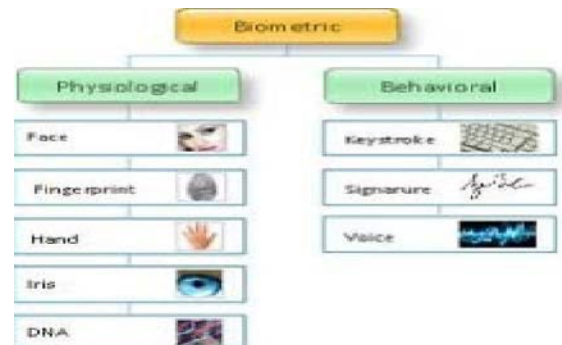 Biometric
Physiological
Behavioral
Face
Fingerprint
Hand
Iris
DNA
Keystroke
Signarure
Voice